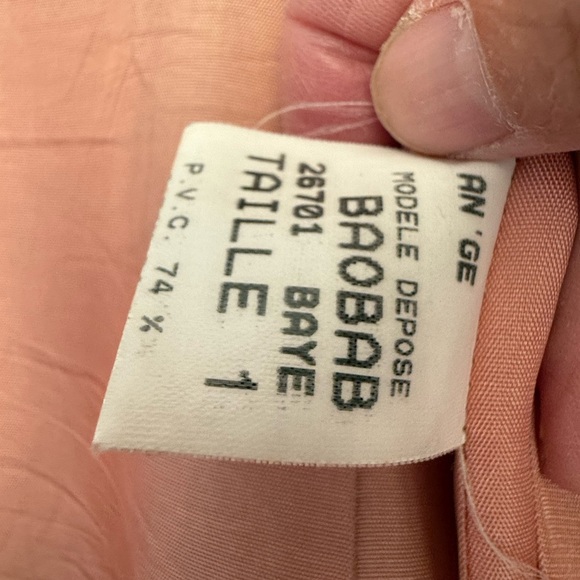 AN'GE
MODELE DEPOSE
BAOBAB
26701 BAYE
TAILLE 1
P.V.C. 74 %